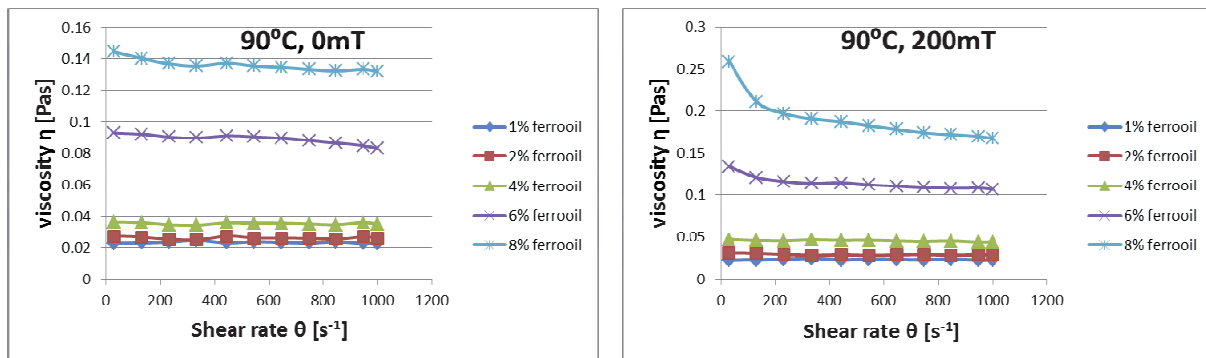 90⁰C, 0mT
viscosity η [Pas]
0.16
0.14
0.12
0.1
0.08
0.06
0.04
0.02
0
0 200 400 600 800 1000 1200
Shear rate θ [s⁻¹]
1% ferrooil
2% ferrooil
4% ferrooil
6% ferrooil
8% ferrooil
90⁰C, 200mT
viscosity η [Pas]
0.3
0.25
0.2
0.15
0.1
0.05
0
0 200 400 600 800 1000 1200
Shear rate θ [s⁻¹]
1% ferrooil
2% ferrooil
4% ferrooil
6% ferrooil
8% ferrooil